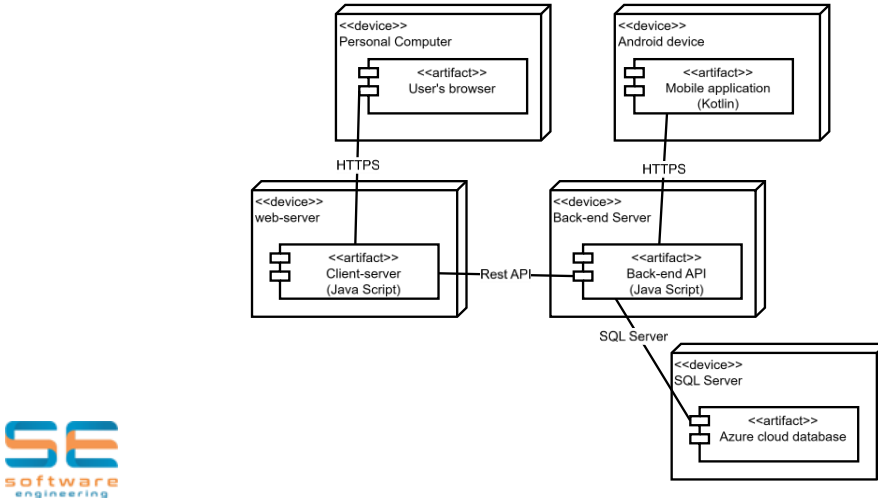 <<device>>
Personal Computer
<<artifact>>
User's browser
<<device>>
Android device
<<artifact>>
Mobile application
(Kotlin)
HTTPS
HTTPS
<<device>>
web-server
<<artifact>>
Client-server
(Java Script)
Rest API
<<device>>
Back-end Server
<<artifact>>
Back-end API
(Java Script)
SQL Server
<<device>>
SQL Server
<<artifact>>
Azure cloud database
SE
software
engineering